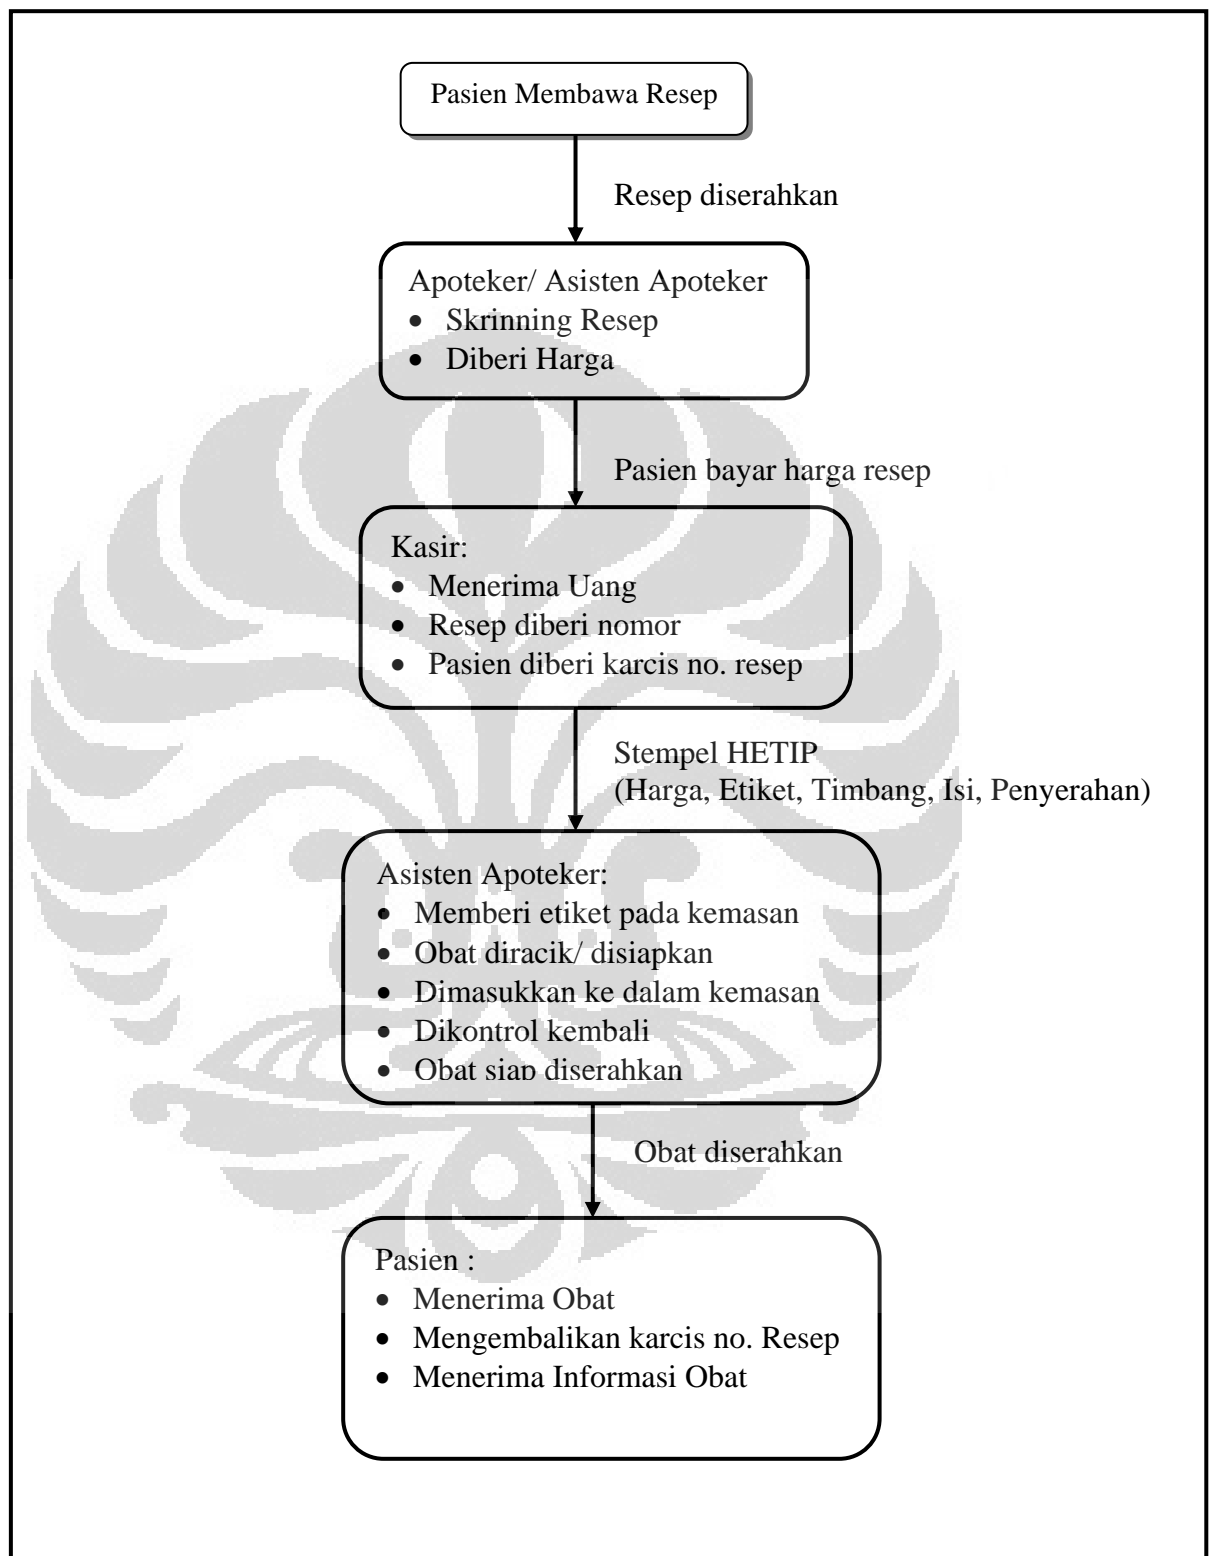 Pasien Membawa Resep
Resep diserahkan
Apoteker/ Asisten Apoteker
• Skrinning Resep
• Diberi Harga
Pasien bayar harga resep
Kasir:
• Menerima Uang
• Resep diberi nomor
• Pasien diberi karcis no. resep
Stempel HETIP
(Harga, Etiket, Timbang, Isi, Penyerahan)
Asisten Apoteker:
• Memberi etiket pada kemasan
• Obat diracik/ disiapkan
• Dimasukkan ke dalam kemasan
• Dikontrol kembali
• Obat siap diserahkan
Obat diserahkan
Pasien :
• Menerima Obat
• Mengembalikan karcis no. Resep
• Menerima Informasi Obat